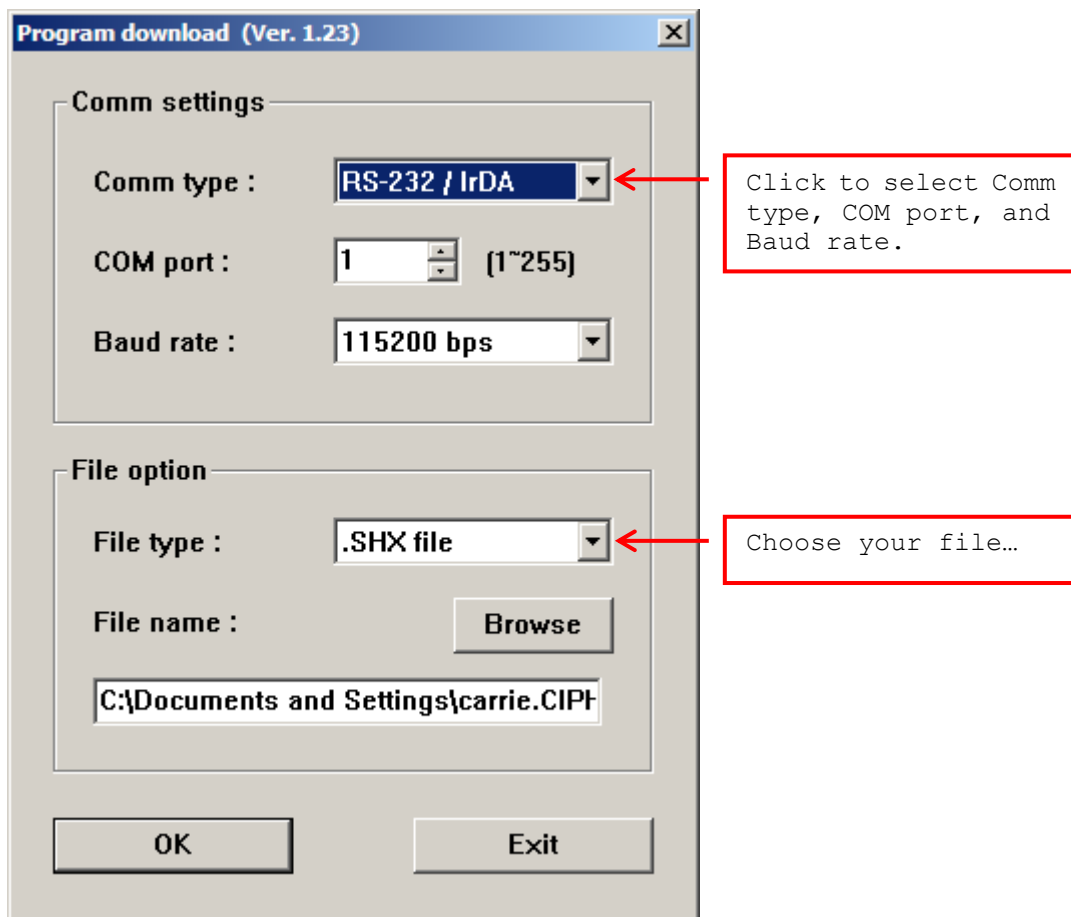 Program download (Ver. 1.23)
Comm settings
Comm type :
RS-232 / IrDA
Click to select Comm
type, COM port, and
Baud rate.
COM port :
1
(1~255)
Baud rate :
115200 bps
File option
File type :
.SHX file
Choose your file…
File name :
Browse
C:\Documents and Settings\carrie.CIPH
OK
Exit